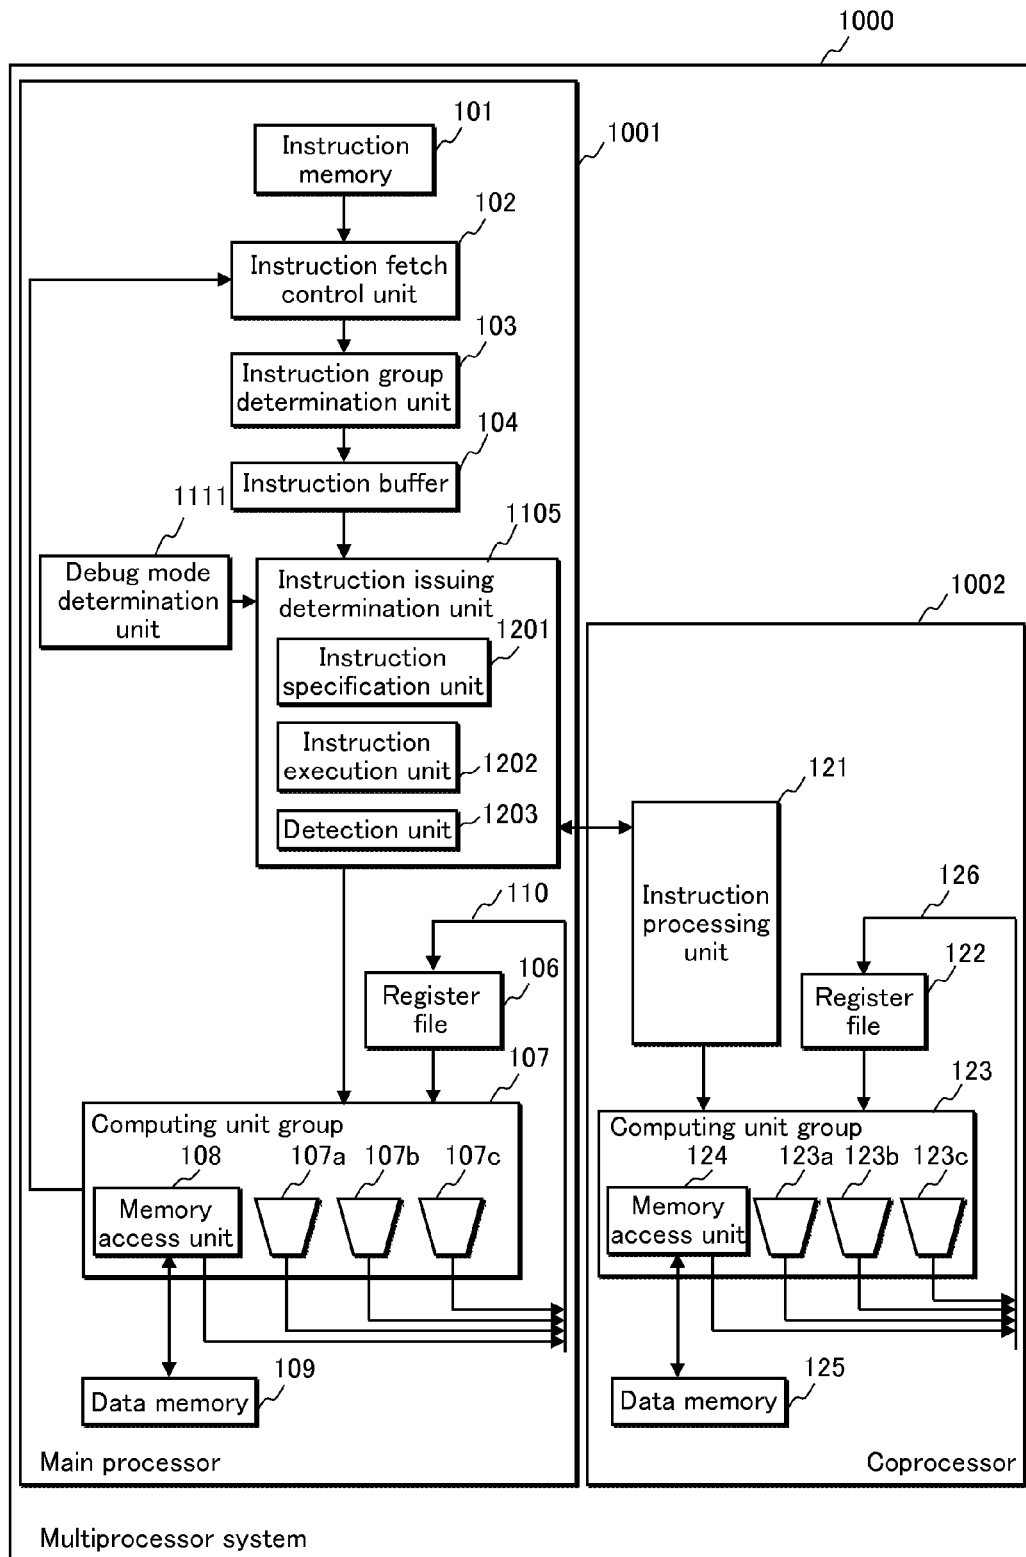 1000
1001
101
Instruction
memory
102
Instruction fetch
control unit
103
Instruction group
determination unit
104
Instruction buffer
1111
Debug mode
determination
unit
1105
Instruction issuing
determination unit
1201
Instruction
specification unit
Instruction
execution unit
1202
Detection unit
1203
1002
121
Instruction
processing
unit
110
106
Register
file
126
122
Register
file
107
Computing unit group
108
107a
107b
107c
Memory
access unit
123
Computing unit group
124
123a
123b
123c
Memory
access unit
109
Data memory
125
Data memory
Main processor
Coprocessor
Multiprocessor system